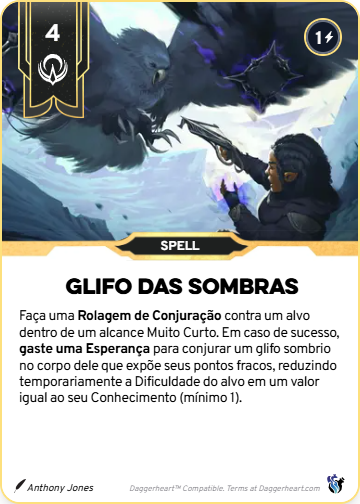 4
1
SPELL
GLIFO DAS SOMBRAS
Faça uma Rolagem de Conjuração contra um alvo
dentro de um alcance Muito Curto. Em caso de sucesso,
gaste uma Esperança para conjurar um glifo sombrio
no corpo dele que expõe seus pontos fracos, reduzindo
temporariamente a Dificuldade do alvo em um valor
igual ao seu Conhecimento (mínimo 1).
Anthony Jones
Daggerheart™ Compatible. Terms at Daggerheart.com